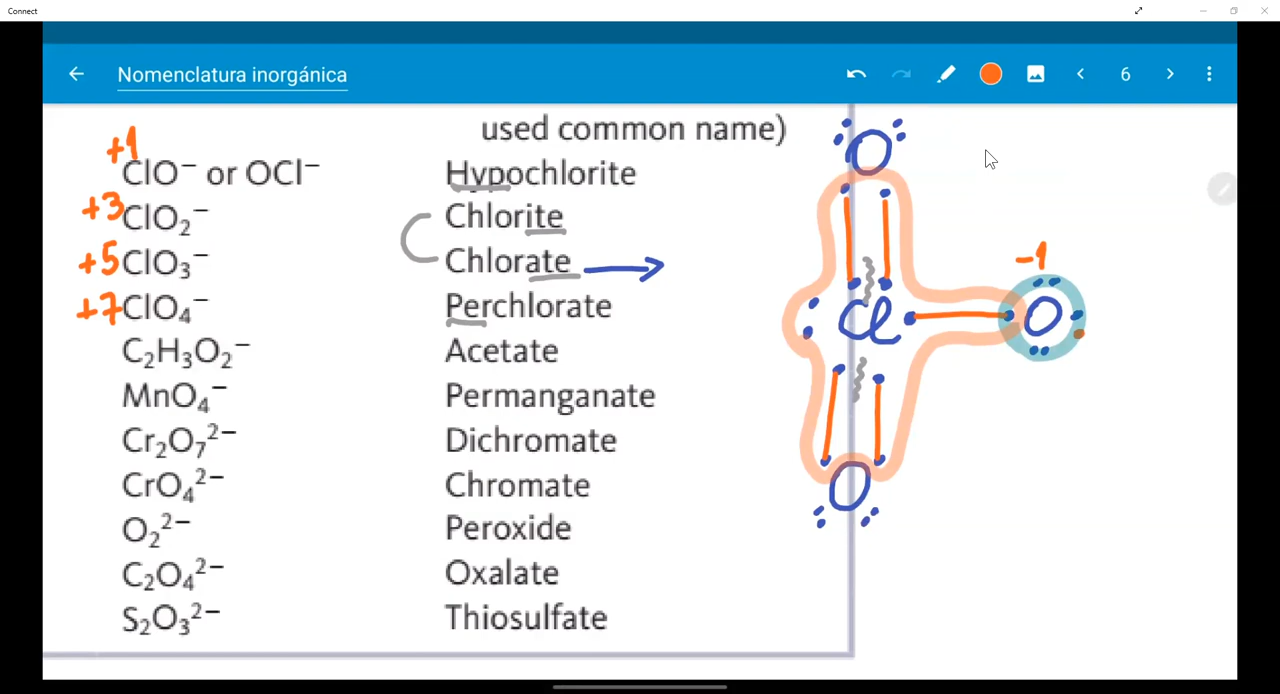 Connect
Nomenclatura inorgánica
6
used common name)
+1
ClO⁻ or OCl⁻ Hypochlorite
+3 ClO₂⁻ Chlorite
+5 ClO₃⁻ Chlorate
+7 ClO₄⁻ Perchlorate
C₂H₃O₂⁻ Acetate
MnO₄⁻ Permanganate
Cr₂O₇²⁻ Dichromate
CrO₄²⁻ Chromate
O₂²⁻ Peroxide
C₂O₄²⁻ Oxalate
S₂O₃²⁻ Thiosulfate
O
-1
Cl O
O